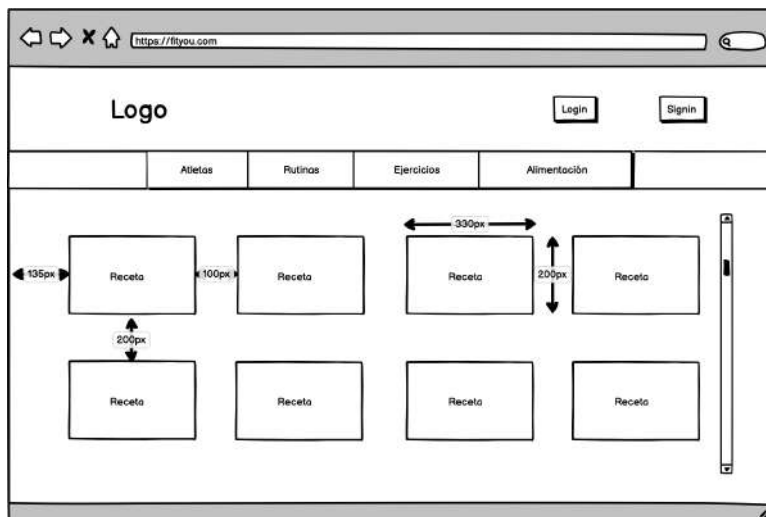 https://fityou.com
Logo
Login
Signin
Atletas
Rutinas
Ejercicios
Alimentación
330px
135px
Receta
100px
Receta
Receta
200px
Receta
200px
Receta
Receta
Receta
Receta